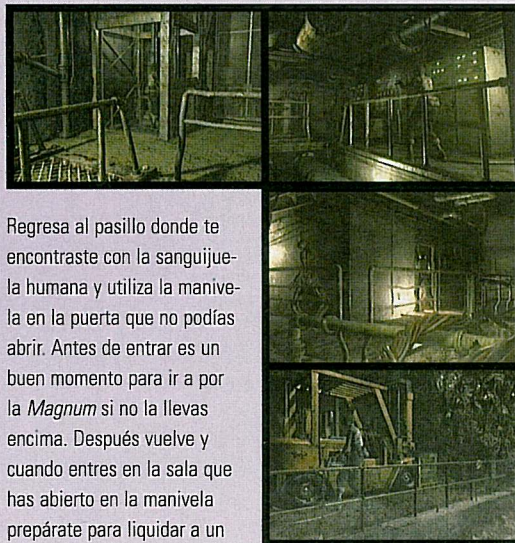 Regresa al pasillo donde te
encontraste con la sanguijue-
la humana y utiliza la manive-
la en la puerta que no podías
abrir. Antes de entrar es un
buen momento para ir a por
la Magnum si no la llevas
encima. Después vuelve y
cuando entres en la sala que
has abierto en la manivela
prepárate para liquidar a un